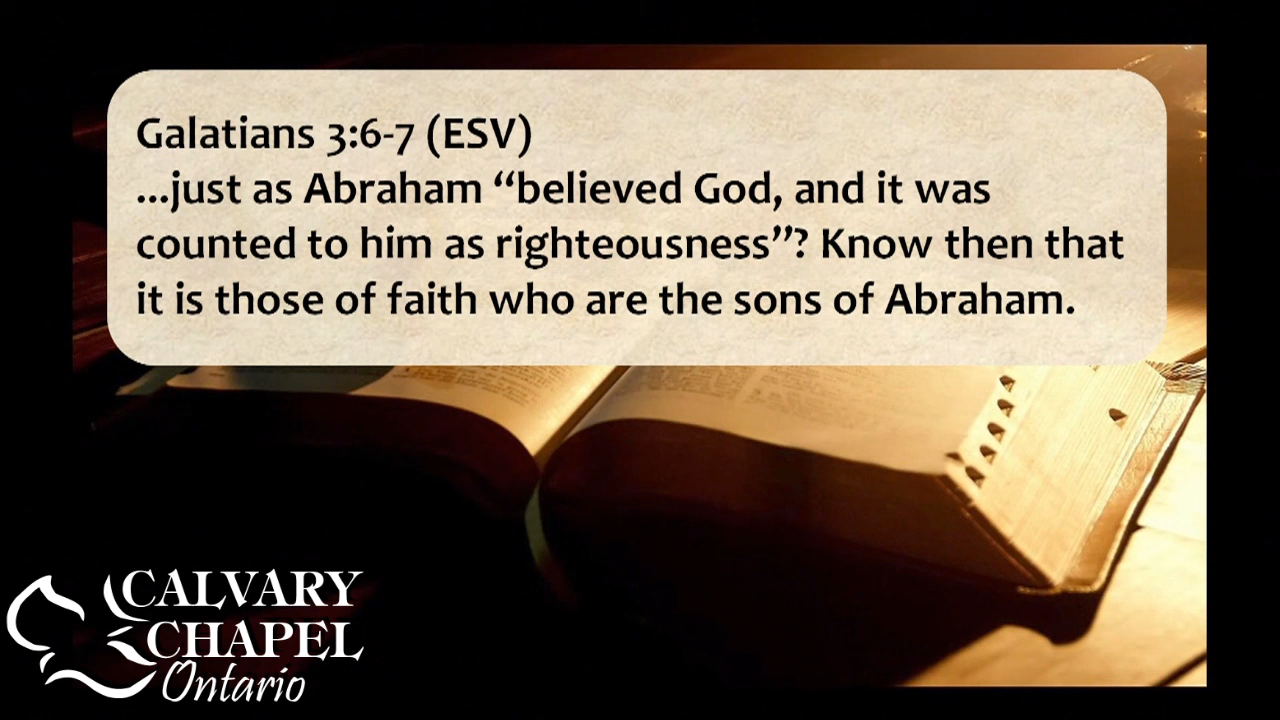 Galatians 3:6-7 (ESV)
...just as Abraham “believed God, and it was
counted to him as righteousness”? Know then that
it is those of faith who are the sons of Abraham.
CALVARY
CHAPEL
Ontario